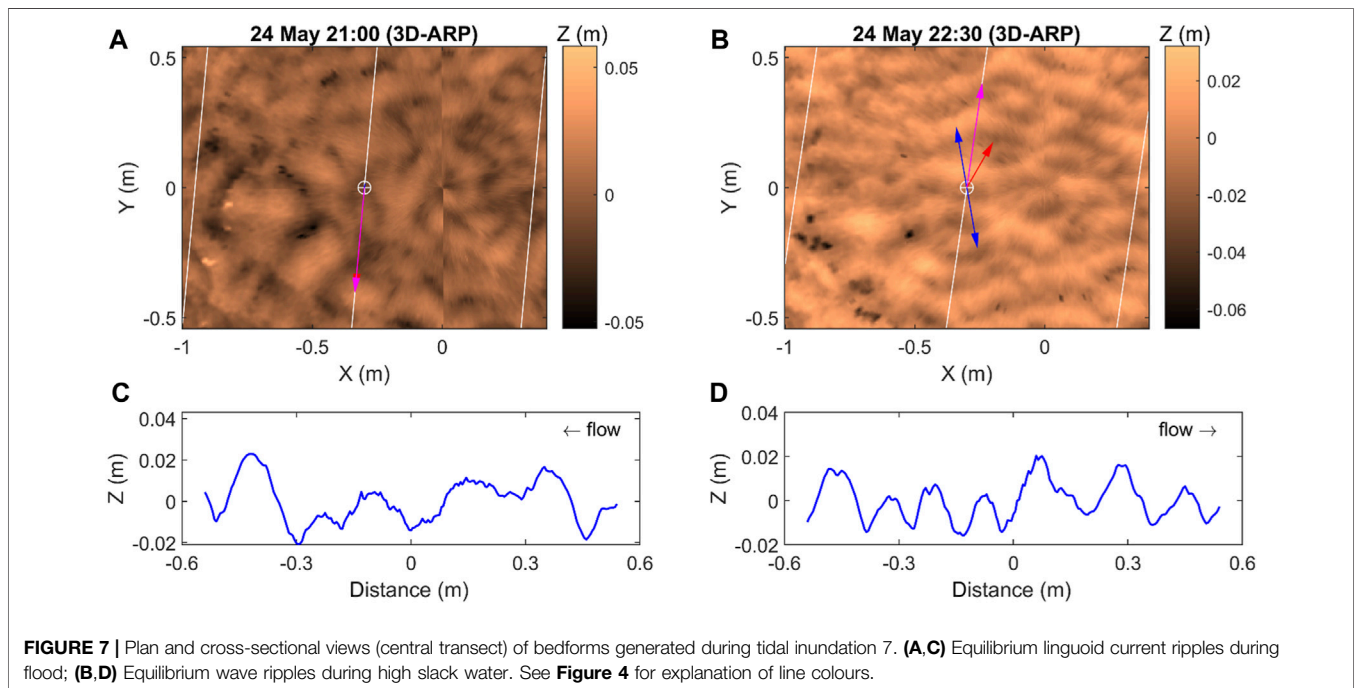 A
24 May 21:00 (3D-ARP)
Z (m)
0.5
0
-0.5
Y (m)
-1
-0.5
0
X (m)
0.05
0
-0.05
B
24 May 22:30 (3D-ARP)
Z (m)
0.5
0
-0.5
Y (m)
-1
-0.5
0
X (m)
0.02
0
-0.02
-0.04
-0.06
C
0.04
0.02
0
-0.02
Z (m)
← flow
-0.6
-0.3
0
0.3
0.6
Distance (m)
D
0.04
0.02
0
-0.02
Z (m)
flow →
-0.6
-0.3
0
0.3
0.6
Distance (m)
FIGURE 7 | Plan and cross-sectional views (central transect) of bedforms generated during tidal inundation 7. (A,C) Equilibrium linguoid current ripples during
flood; (B,D) Equilibrium wave ripples during high slack water. See Figure 4 for explanation of line colours.